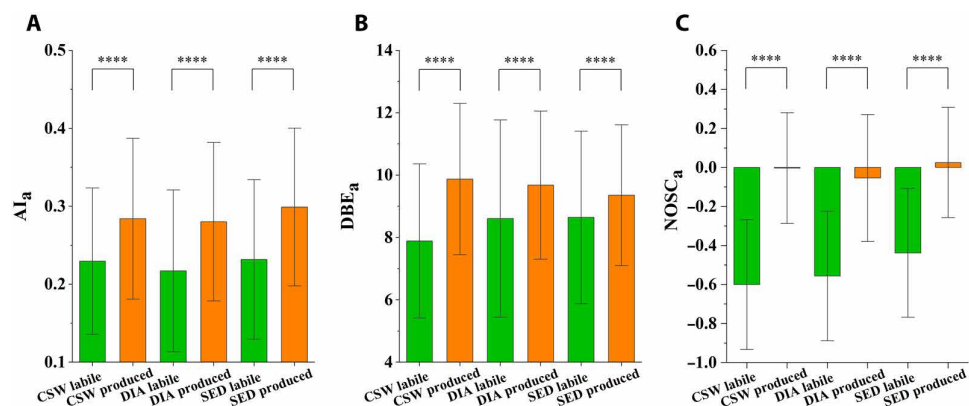 A
AIₐ
0.5
0.4
0.3
0.2
0.1
****
****
****
CSW labile
CSW produced
DIA labile
DIA produced
SED labile
SED produced
B
DBEₐ
14
12
10
8
6
4
****
****
****
CSW labile
CSW produced
DIA labile
DIA produced
SED labile
SED produced
C
NOSCₐ
0.6
0.4
0.2
0.0
−0.2
−0.4
−0.6
−0.8
−1.0
****
****
****
CSW labile
CSW produced
DIA labile
DIA produced
SED labile
SED produced